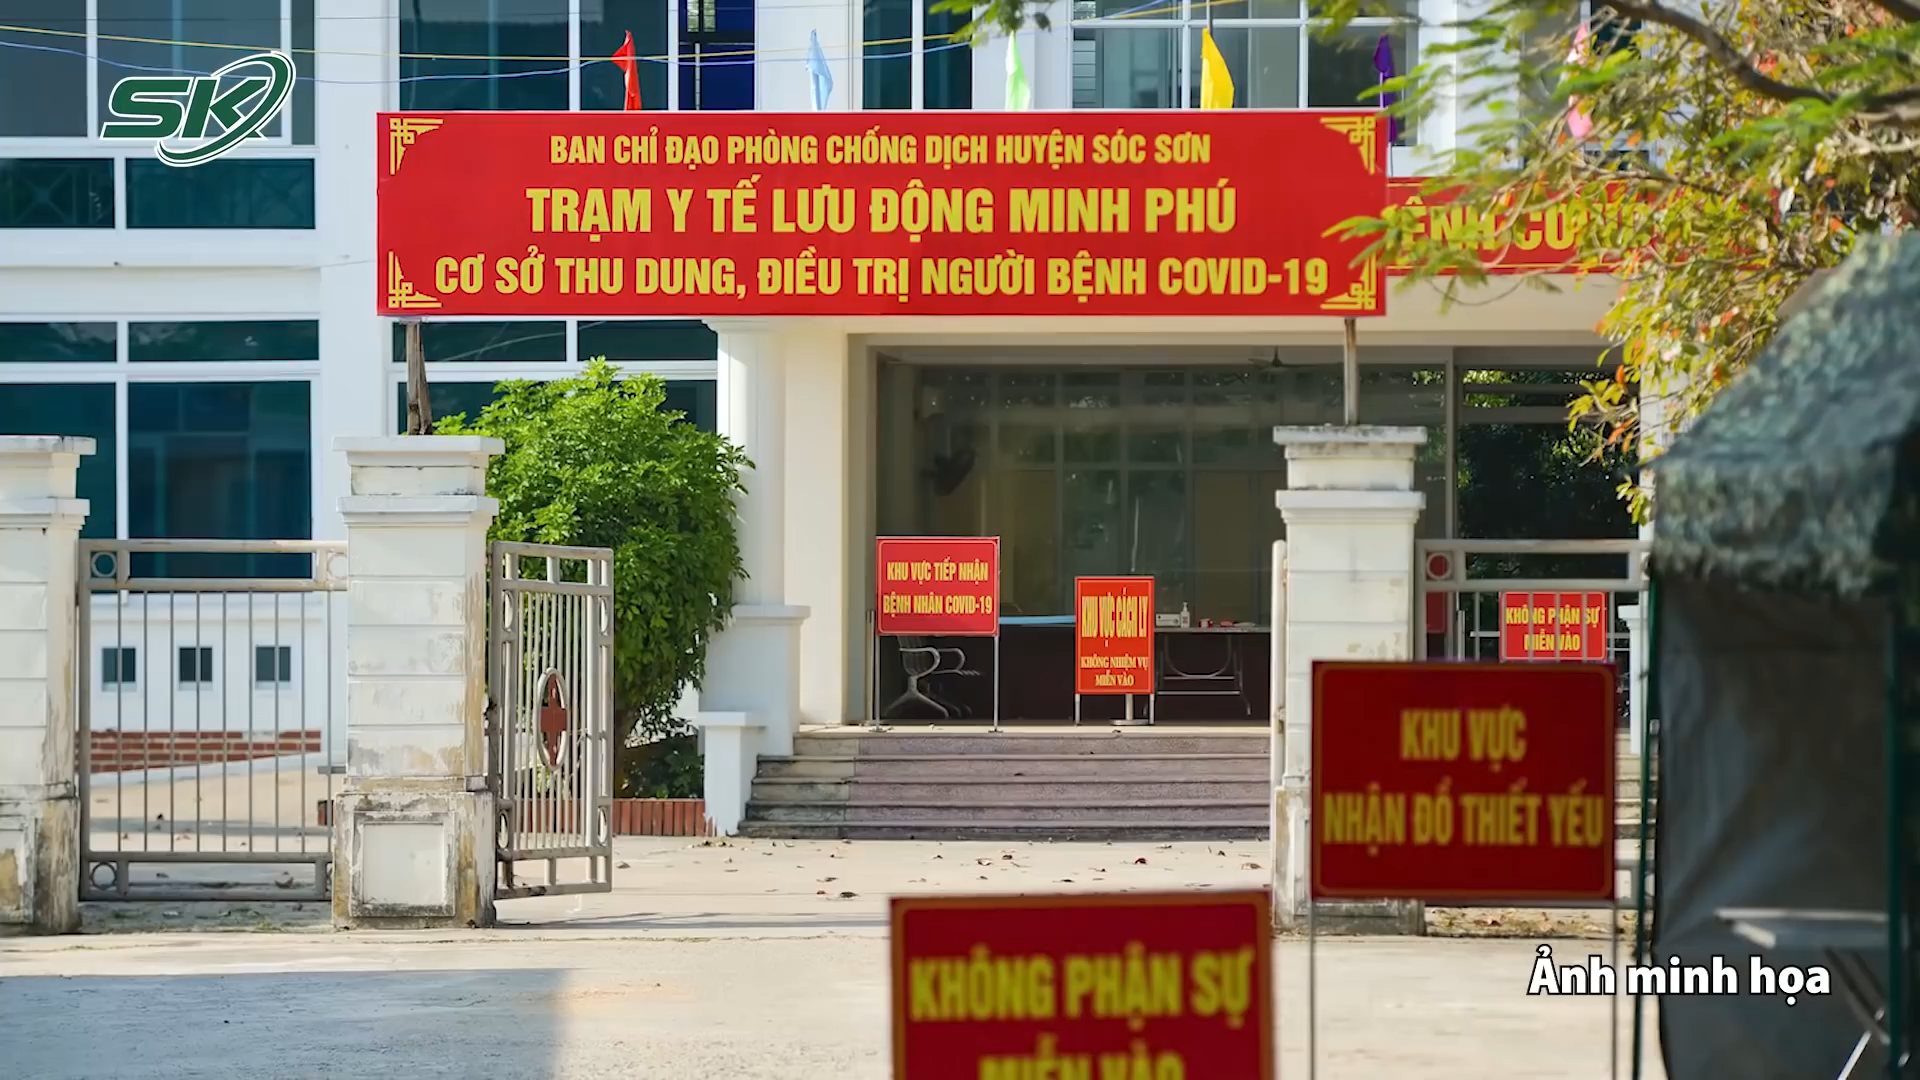 SK
BAN CHỈ ĐẠO PHÒNG CHỐNG DỊCH HUYỆN SÓC SƠN
TRẠM Y TẾ LƯU ĐỘNG MINH PHÚ
CƠ SỞ THU DUNG, ĐIỀU TRỊ NGƯỜI BỆNH COVID-19
KHU VỰC TIẾP NHẬN
BỆNH NHÂN COVID-19
KHU VỰC CÁCH LY
KHÔNG NHIỆM VỤ
MIỄN VÀO
KHÔNG PHẬN SỰ
MIỄN VÀO
KHU VỰC
NHẬN ĐỒ THIẾT YẾU
KHÔNG PHẬN SỰ
MIỄN VÀO
Ảnh minh họa